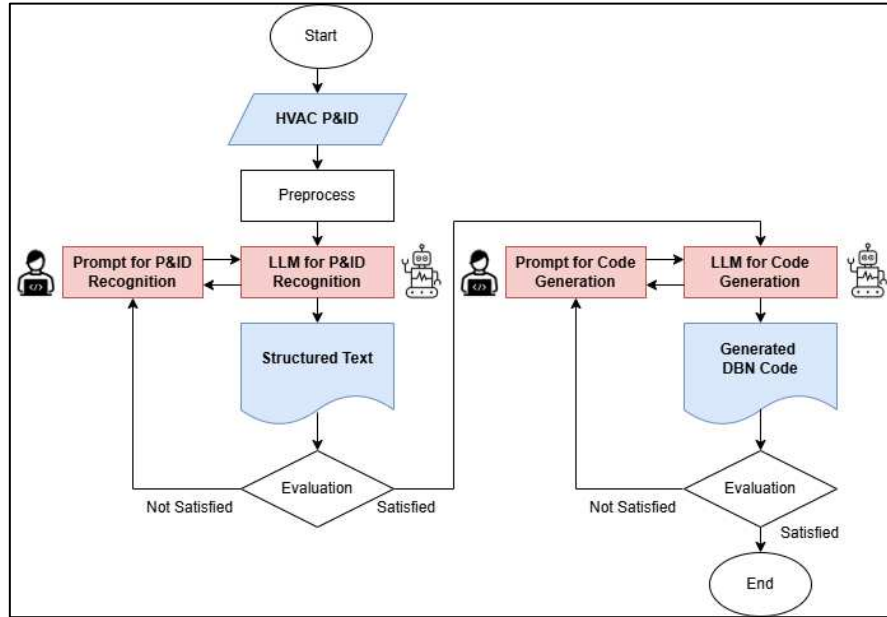 Start
HVAC P&ID
Preprocess
Prompt for P&ID
Recognition
LLM for P&ID
Recognition
Structured Text
Evaluation
Not Satisfied
Satisfied
Prompt for Code
Generation
LLM for Code
Generation
Generated
DBN Code
Evaluation
Not Satisfied
Satisfied
End